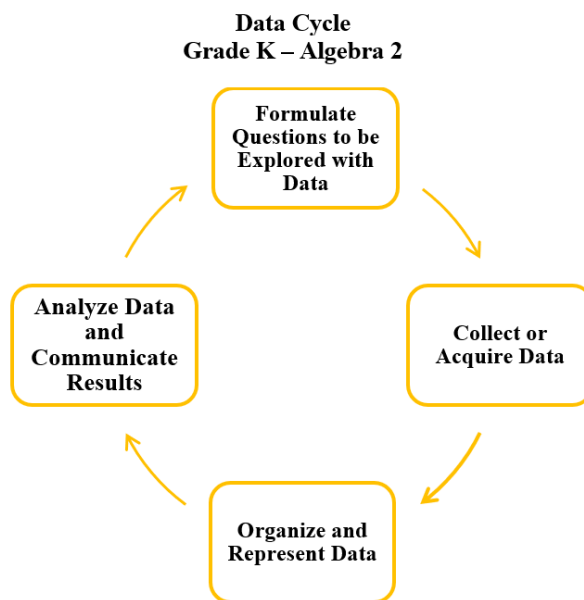 Data Cycle
Grade K – Algebra 2
Formulate
Questions to be
Explored with
Data
Collect or
Acquire Data
Organize and
Represent Data
Analyze Data
and
Communicate
Results